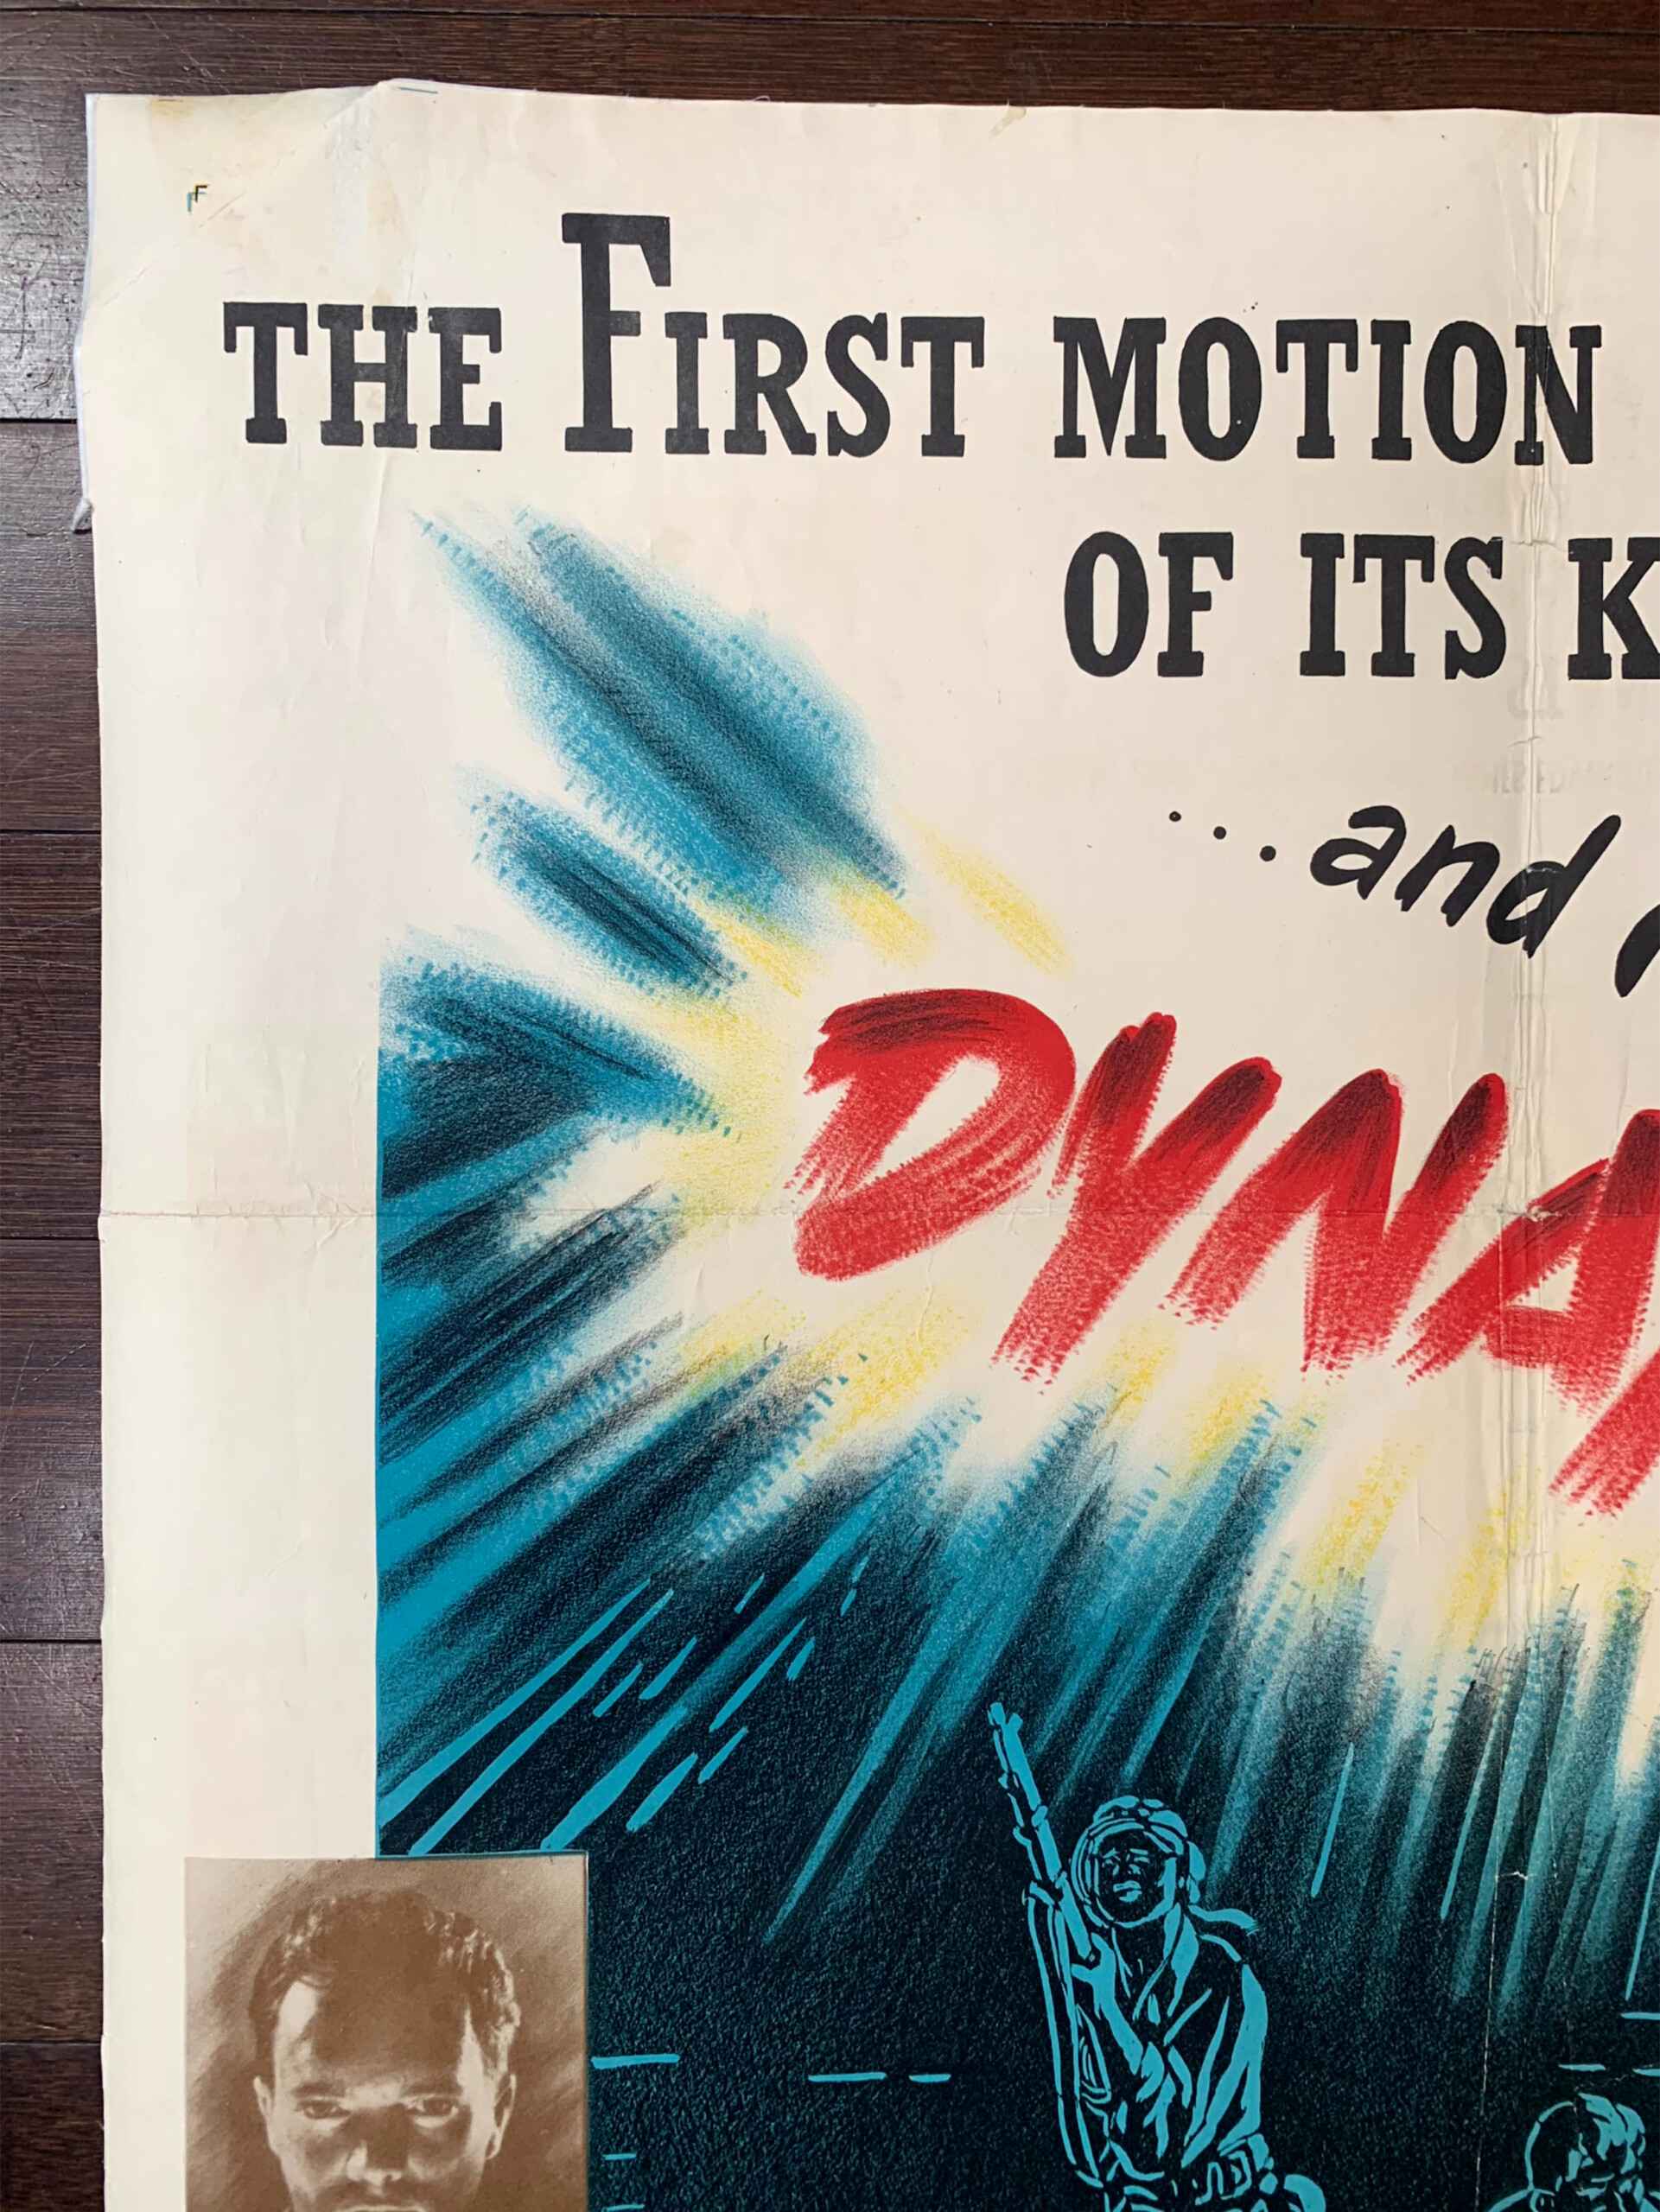 F
THE FIRST MOTION
OF ITS K
...and
DYNA